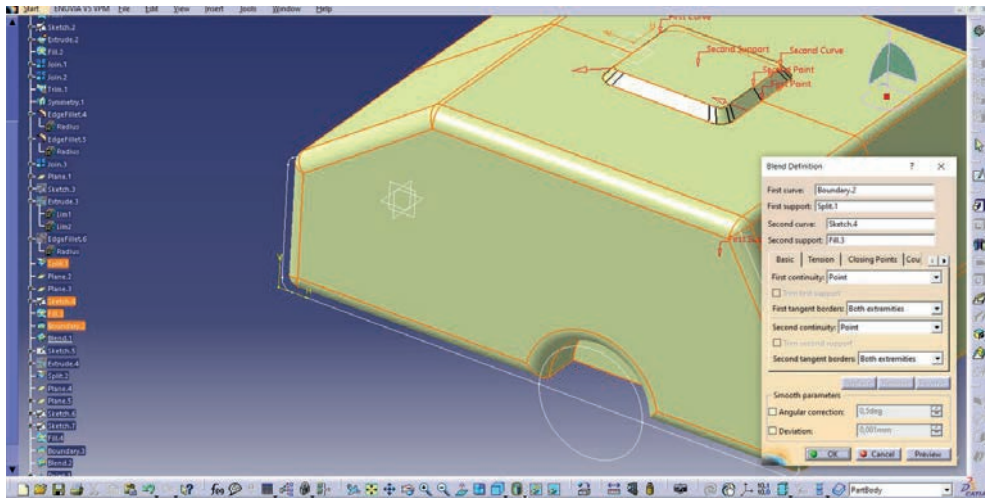 Start ENOVIA V5 VPM File Edit View Insert Tools Window Help
Sketch.2
Extrude.2
Fill.2
Join.1
Join.2
Trim.1
Symmetry.1
EdgeFillet.4
Radius
EdgeFillet.5
Radius
Join.3
Plane.1
Sketch.3
Extrude.3
Lim1
Lim2
EdgeFillet.6
Radius
Split.1
Plane.2
Plane.3
Sketch.4
Fill.3
Boundary.2
Blend.1
Sketch.5
Extrude.4
Split.2
Plane.4
Plane.5
Sketch.6
Sketch.7
Fill.4
Boundary.3
Blend.2
First Curve
Second Support
Second Curve
Second Point
First Point
Blend Definition ? ×
First curve: Boundary.2
First support: Split.1
Second curve: Sketch.4
Second support: Fill.3
Basic Tension Closing Points Cou
First continuity: Point
Trim first support
First tangent borders: Both extremities
Second continuity: Point
Trim second support
Second tangent borders: Both extremities
Smooth parameters
Angular correction: 0,5deg
Deviation: 0,001mm
OK Cancel Preview
PartBody